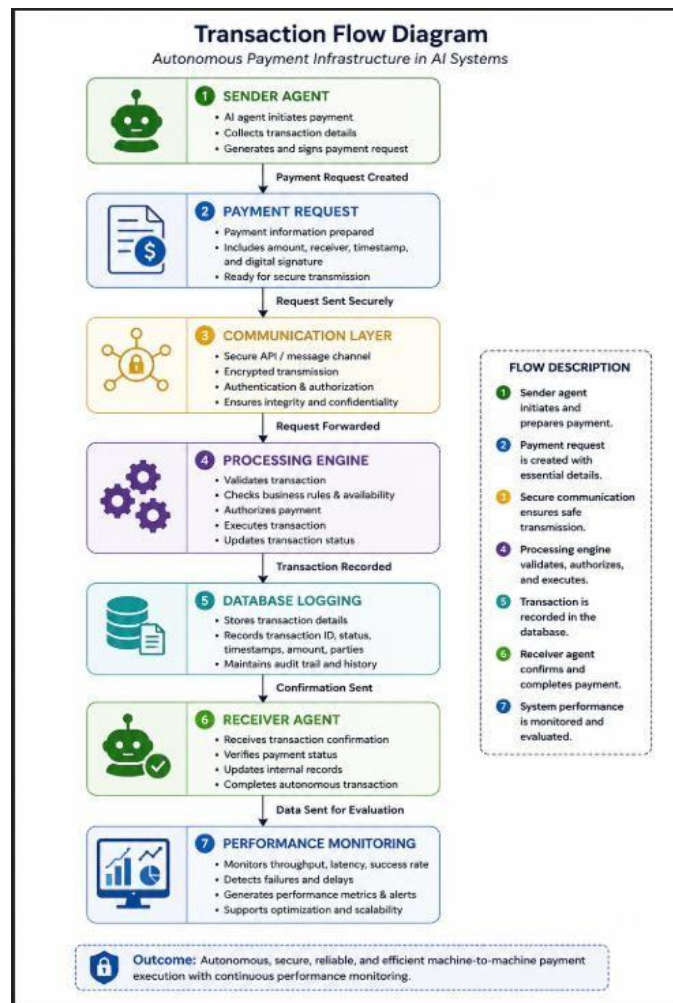 Transaction Flow Diagram
Autonomous Payment Infrastructure in AI Systems
1 SENDER AGENT
• AI agent initiates payment
• Collects transaction details
• Generates and signs payment request
Payment Request Created
2 PAYMENT REQUEST
• Payment information prepared
• Includes amount, receiver, timestamp,
and digital signature
• Ready for secure transmission
$
Request Sent Securely
3 COMMUNICATION LAYER
• Secure API / message channel
• Encrypted transmission
• Authentication & authorization
• Ensures integrity and confidentiality
Request Forwarded
4 PROCESSING ENGINE
• Validates transaction
• Checks business rules & availability
• Authorizes payment
• Executes transaction
• Updates transaction status
Transaction Recorded
5 DATABASE LOGGING
• Stores transaction details
• Records transaction ID, status,
timestamps, amount, parties
• Maintains audit trail and history
Confirmation Sent
6 RECEIVER AGENT
• Receives transaction confirmation
• Verifies payment status
• Updates internal records
• Completes autonomous transaction
Data Sent for Evaluation
7 PERFORMANCE MONITORING
• Monitors throughput, latency, success rate
• Detects failures and delays
• Generates performance metrics & alerts
• Supports optimization and scalability
FLOW DESCRIPTION
1 Sender agent
initiates and
prepares payment.
2 Payment request
is created with
essential details.
3 Secure communication
ensures safe
transmission.
4 Processing engine
validates, authorizes,
and executes.
5 Transaction is
recorded in the
database.
6 Receiver agent
confirms and
completes payment.
7 System performance
is monitored and
evaluated.
Outcome: Autonomous, secure, reliable, and efficient machine-to-machine payment
execution with continuous performance monitoring.